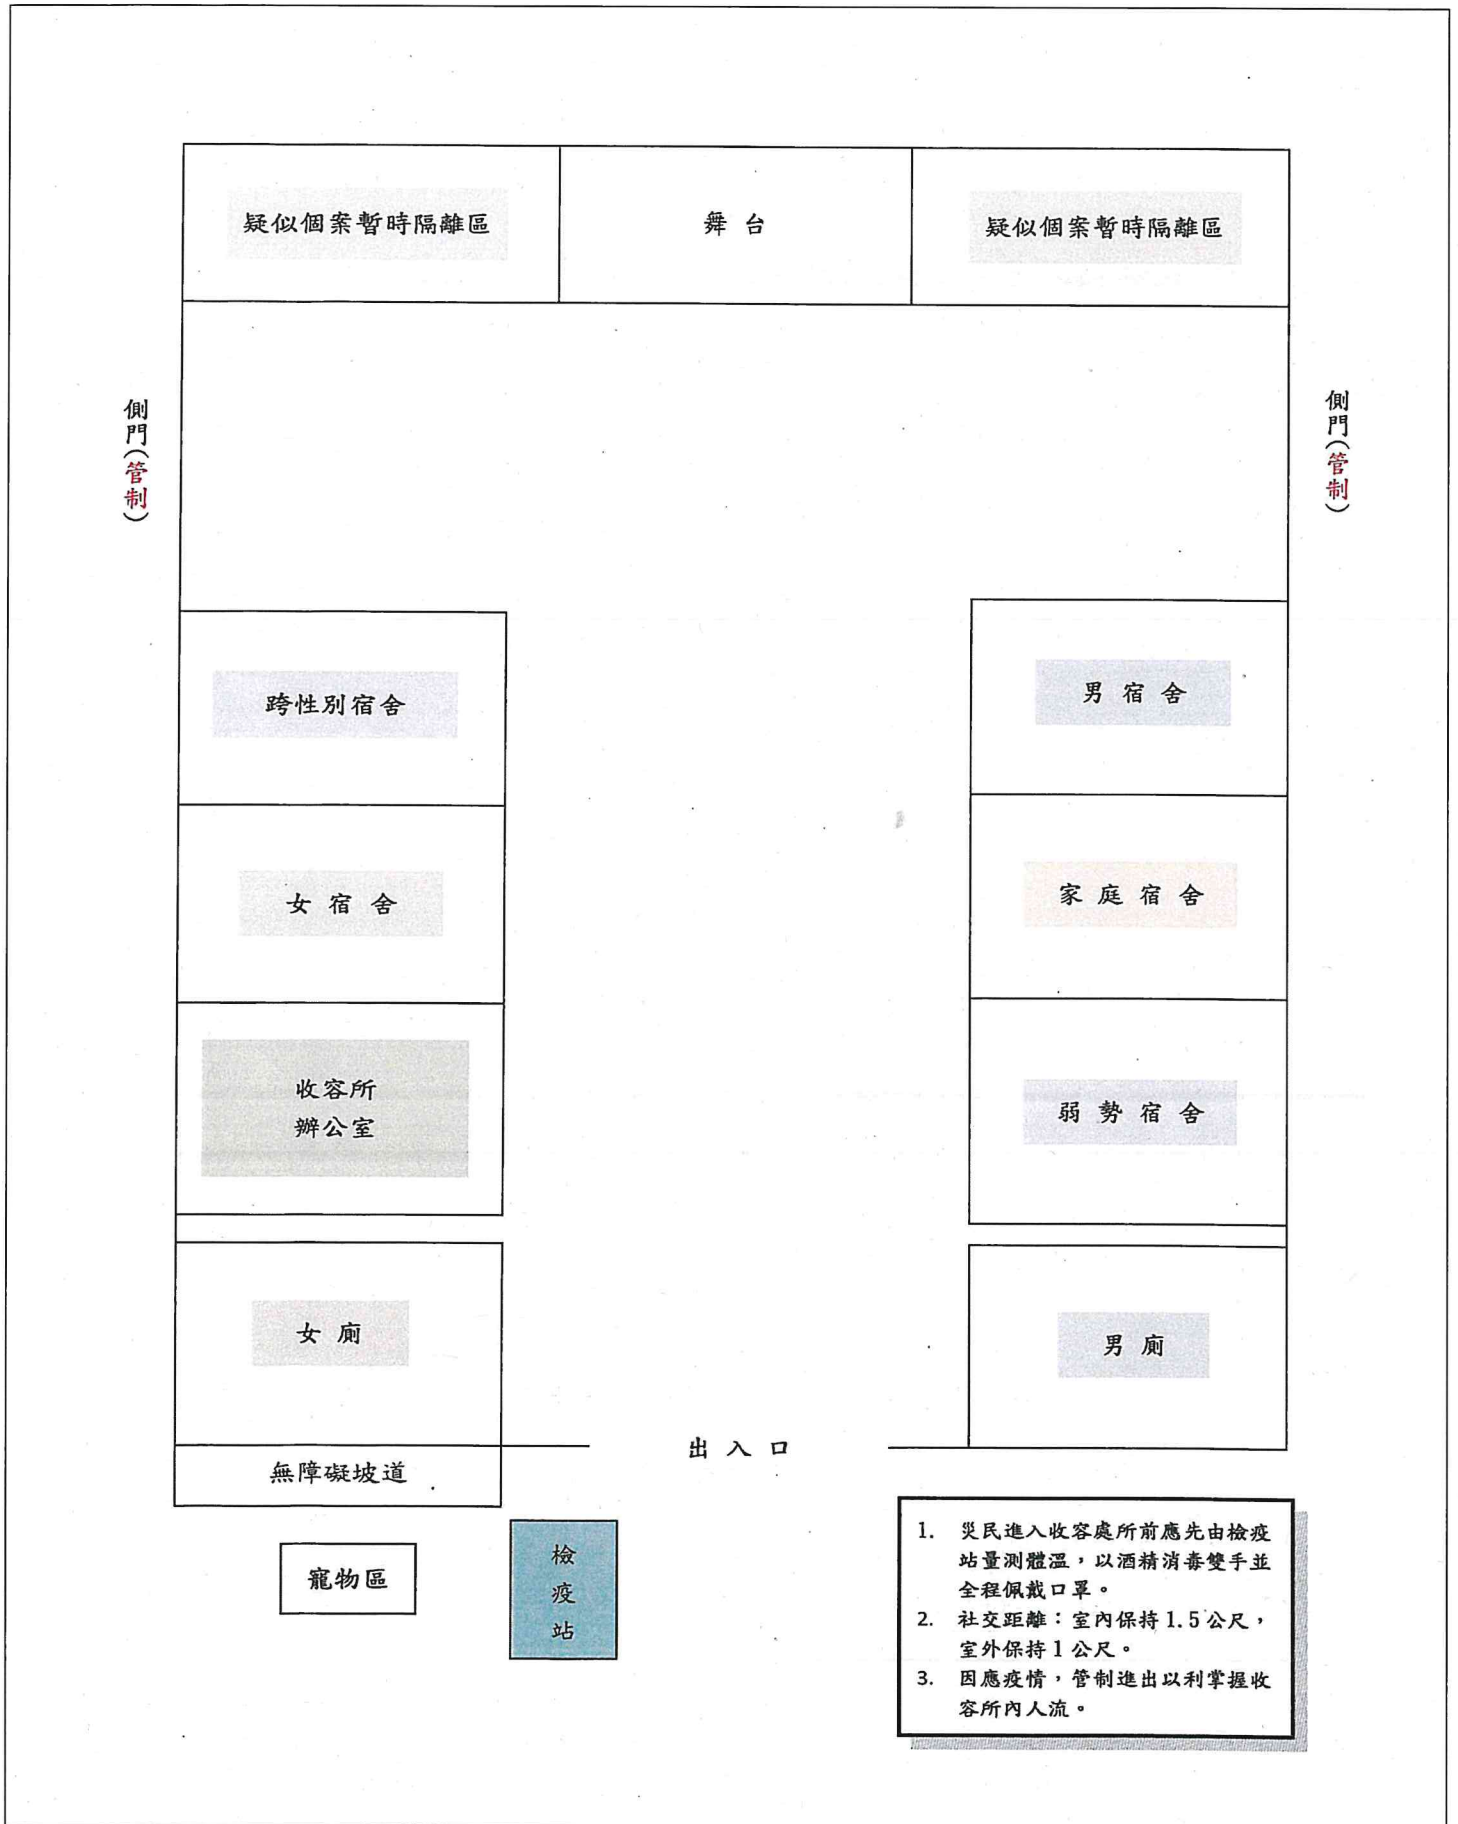 疑似個案暫時隔離區
舞台
疑似個案暫時隔離區
側門(管制)
側門(管制)
跨性別宿舍
男宿舍
女宿舍
家庭宿舍
收容所
辦公室
弱勢宿舍
女廁
男廁
出入口
無障礙坡道
寵物區
檢疫站
1. 災民進入收容處所前應先由檢疫
站量測體溫,以酒精消毒雙手並
全程佩戴口罩。
2. 社交距離:室內保持1.5公尺,
室外保持1公尺。
3. 因應疫情,管制進出以利掌握收
容所內人流。